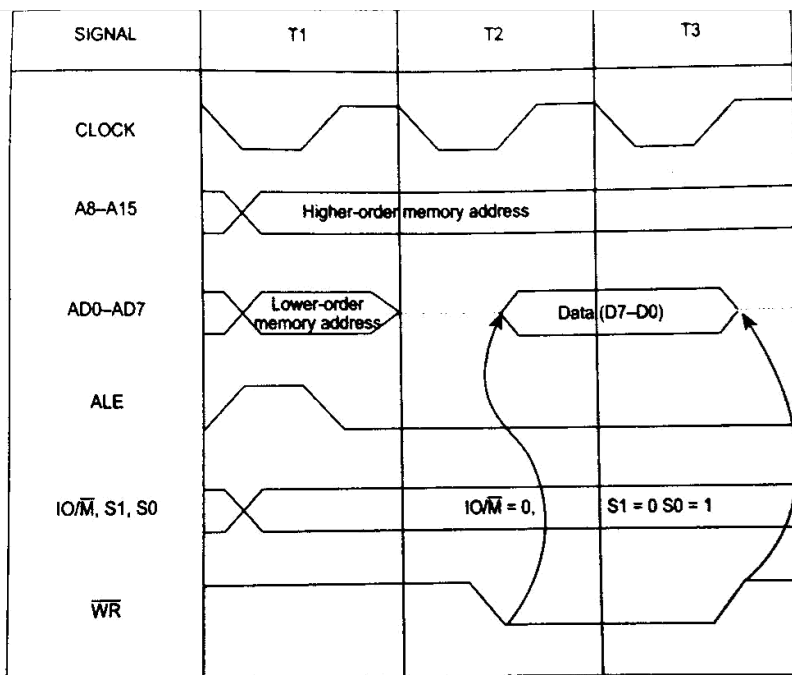 SIGNAL T1 T2 T3
CLOCK
A8–A15 Higher-order memory address
AD0–AD7 Lower-order memory address Data (D7–D0)
ALE
IO/M̅, S1, S0 IO/M̅ = 0, S1 = 0 S0 = 1
W̅R̅